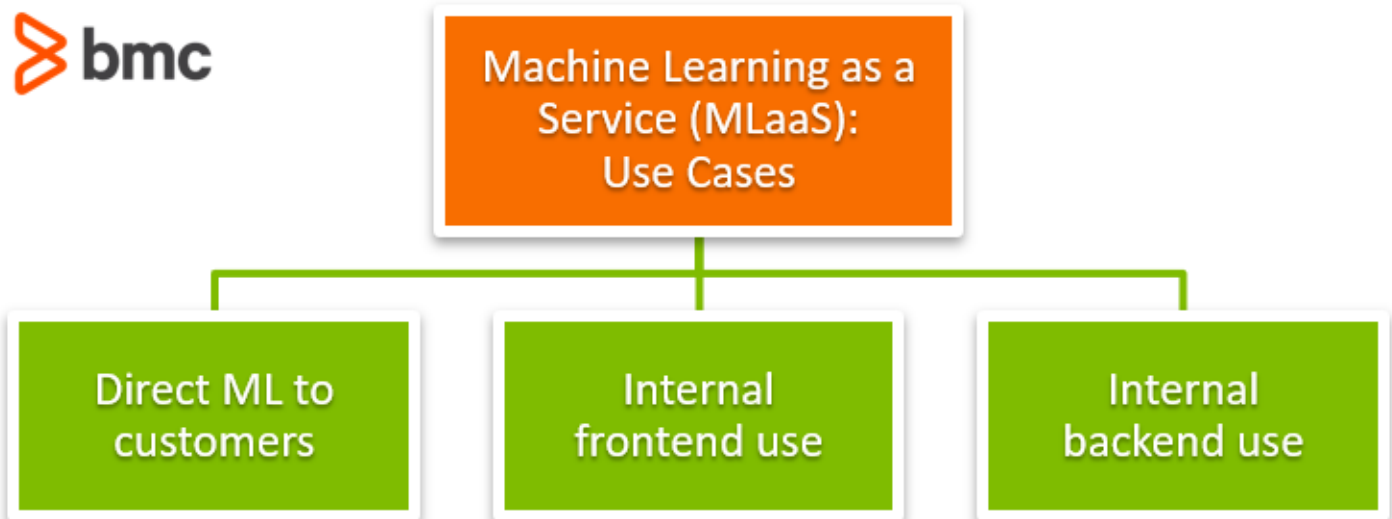 bmc
Machine Learning as a
Service (MLaaS):
Use Cases
Direct ML to
customers
Internal
frontend use
Internal
backend use